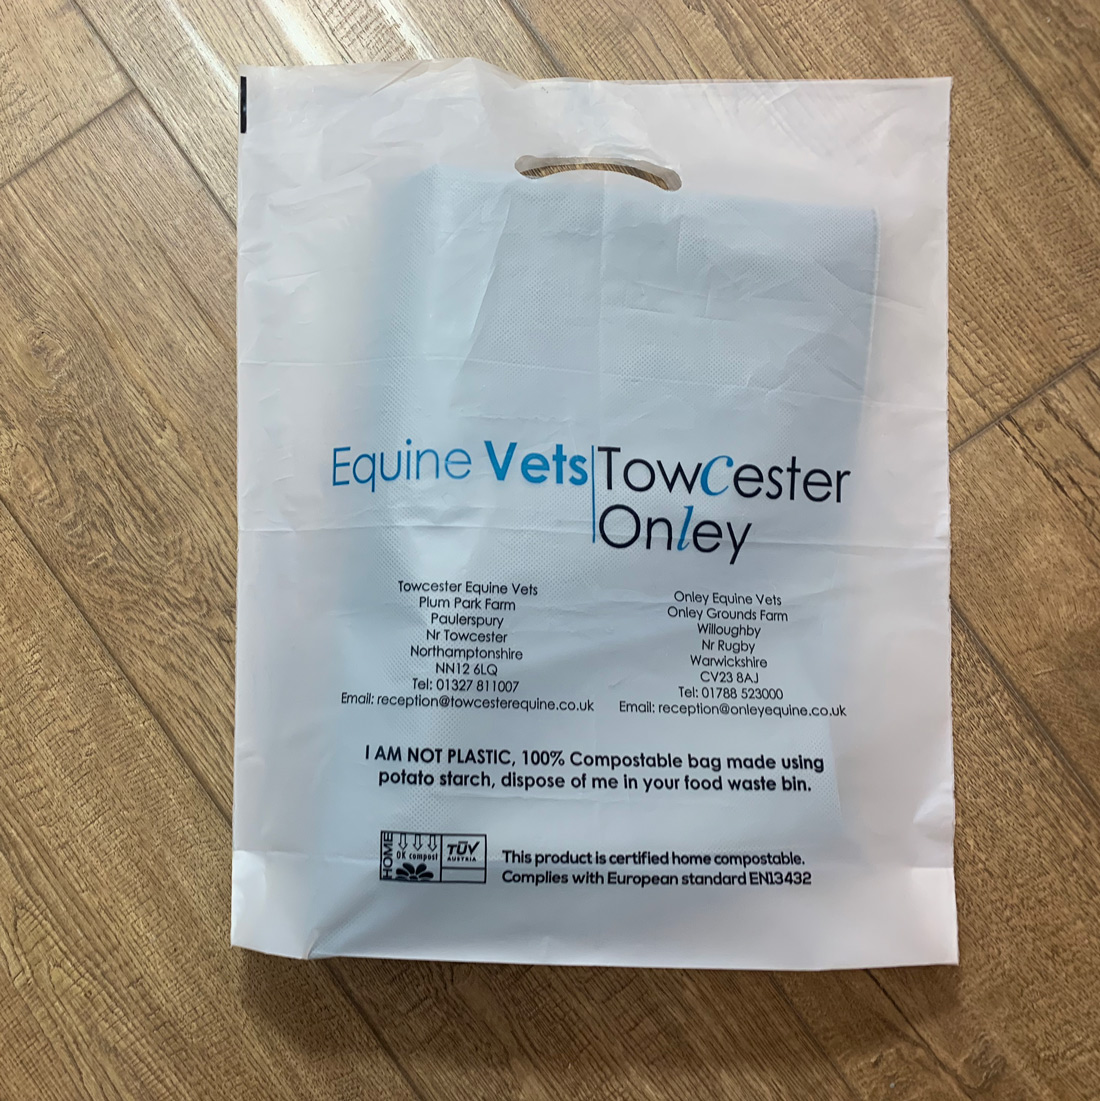 Equine Vets Towcester
Onley
Towcester Equine Vets
Plum Park Farm
Paulerspury
Nr Towcester
Northamptonshire
NN12 6LQ
Tel: 01327 811007
Email: reception@towcesterequine.co.uk
Onley Equine Vets
Onley Grounds Farm
Willoughby
Nr Rugby
Warwickshire
CV23 8AJ
Tel: 01788 523000
Email: reception@onleyequine.co.uk
I AM NOT PLASTIC, 100% Compostable bag made using
potato starch, dispose of me in your food waste bin.
HOME
OK compost
TÜV
AUSTRIA
This product is certified home compostable.
Complies with European standard EN13432